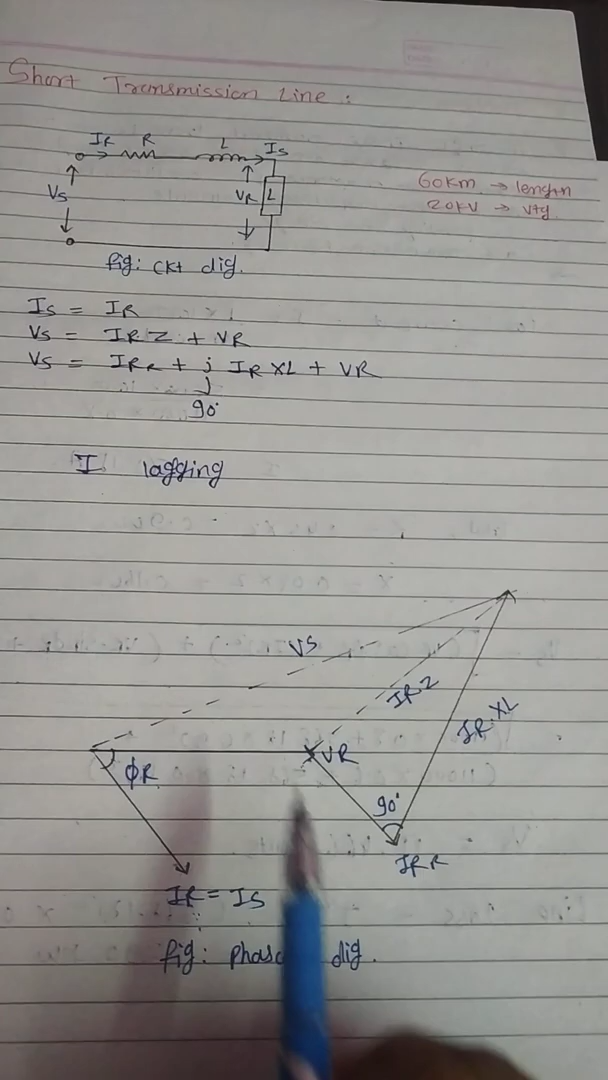 Short Transmission Line :
IR R L IS
VS VR L
60km → length
20kV → vtg
fig: ckt dig.
IS = IR
VS = IRZ + VR
VS = IRR + j IR XL + VR
90°
I lagging
VS
IRZ
IR XL
VR
ΦR
90°
IRR
IR = IS
fig: dig.